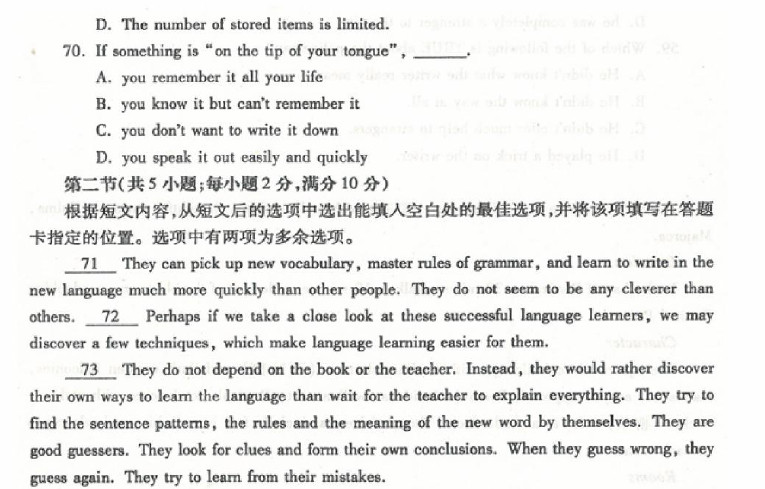 D. The number of stored items is limited.
70. If something is “on the tip of your tongue”, ______.
A. you remember it all your life
B. you know it but can't remember it
C. you don't want to write it down
D. you speak it out easily and quickly
第二节(共5小题;每小题2分,满分10分)
根据短文内容,从短文后的选项中选出能填入空白处的最佳选项,并将该项填写在答题
卡指定的位置。选项中有两项为多余选项。
71 They can pick up new vocabulary, master rules of grammar, and learn to write in the
new language much more quickly than other people. They do not seem to be any cleverer than
others. 72 Perhaps if we take a close look at these successful language learners, we may
discover a few techniques, which make language learning easier for them.
73 They do not depend on the book or the teacher. Instead, they would rather discover
their own ways to learn the language than wait for the teacher to explain everything. They try to
find the sentence patterns, the rules and the meaning of the new word by themselves. They are
good guessers. They look for clues and form their own conclusions. When they guess wrong, they
guess again. They try to learn from their mistakes.